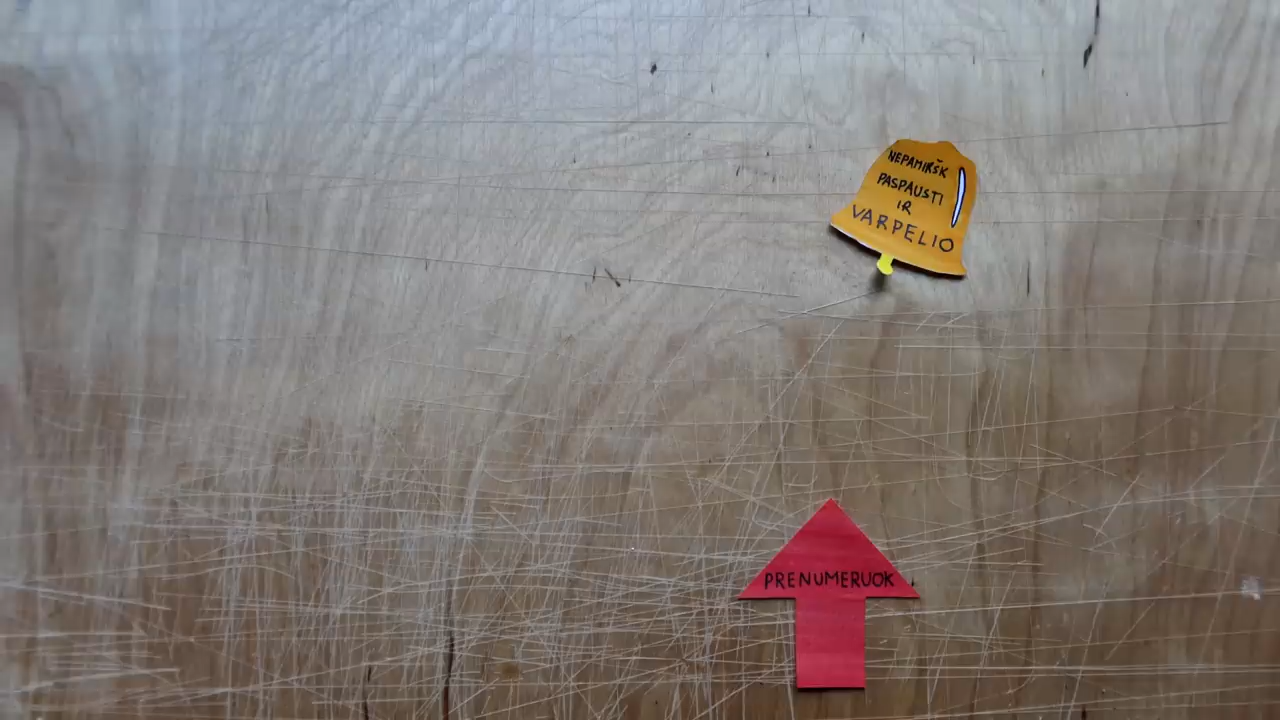 NEPAMIRŠK
PASPAUSTI
IR
VARPELIO
PRENUMERUOK